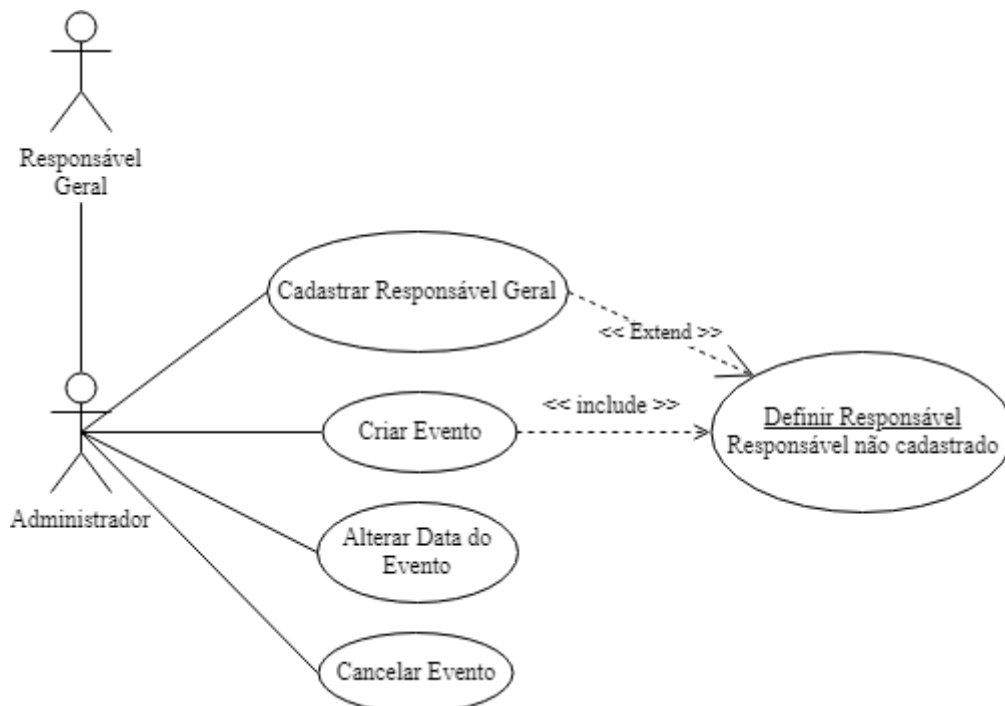 Responsável
Geral
Cadastrar Responsável Geral
<< Extend >>
Criar Evento
<< include >>
Definir Responsável
Responsável não cadastrado
Administrador
Alterar Data do
Evento
Cancelar Evento